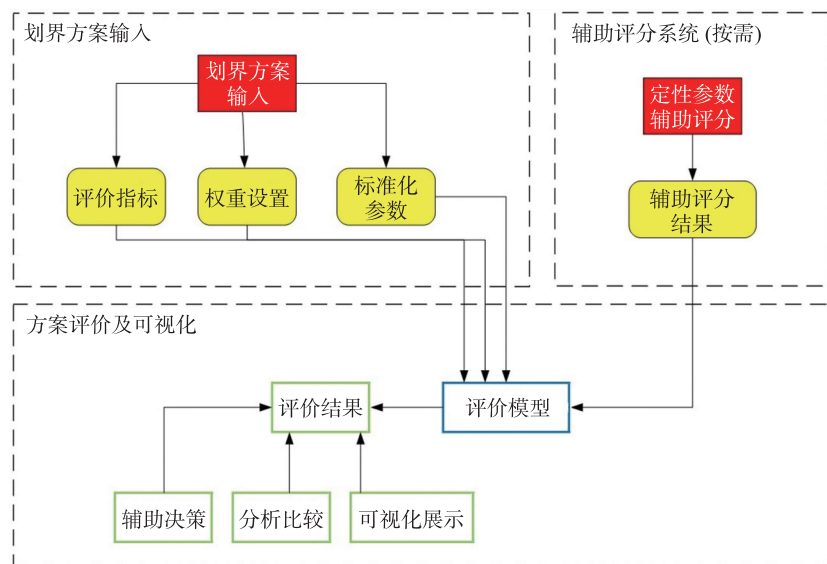 划界方案输入
划界方案
输入
评价指标
权重设置
标准化
参数
辅助评分系统 (按需)
定性参数
辅助评分
辅助评分
结果
方案评价及可视化
评价结果
评价模型
辅助决策
分析比较
可视化展示